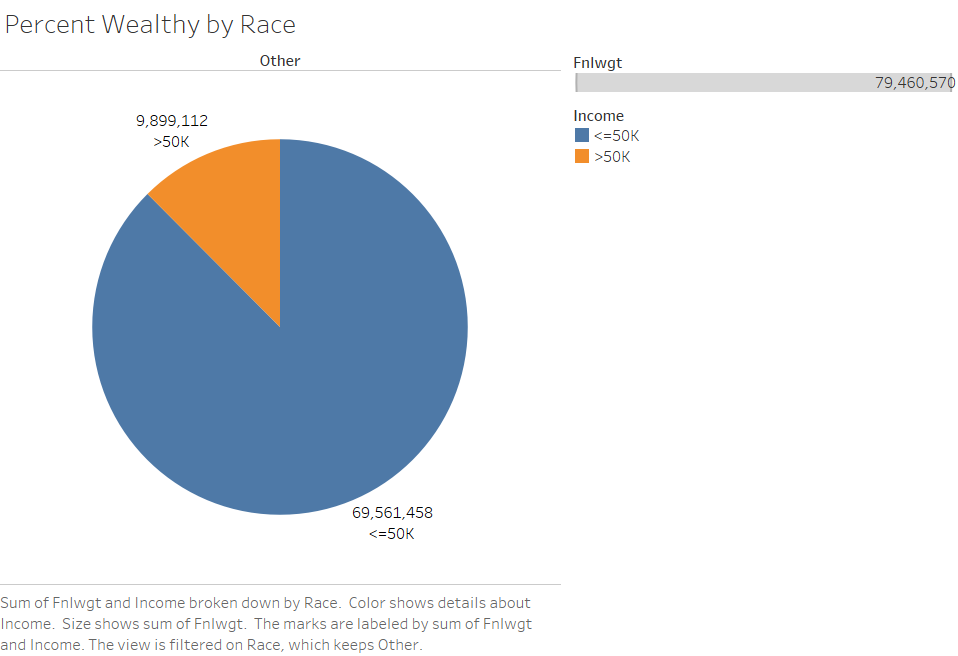 Percent Wealthy by Race
Other
Fnlwgt
79,460,570
Income
<=50K
>50K
9,899,112
>50K
69,561,458
<=50K
Sum of Fnlwgt and Income broken down by Race.  Color shows details about
Income.  Size shows sum of Fnlwgt.  The marks are labeled by sum of Fnlwgt
and Income. The view is filtered on Race, which keeps Other.